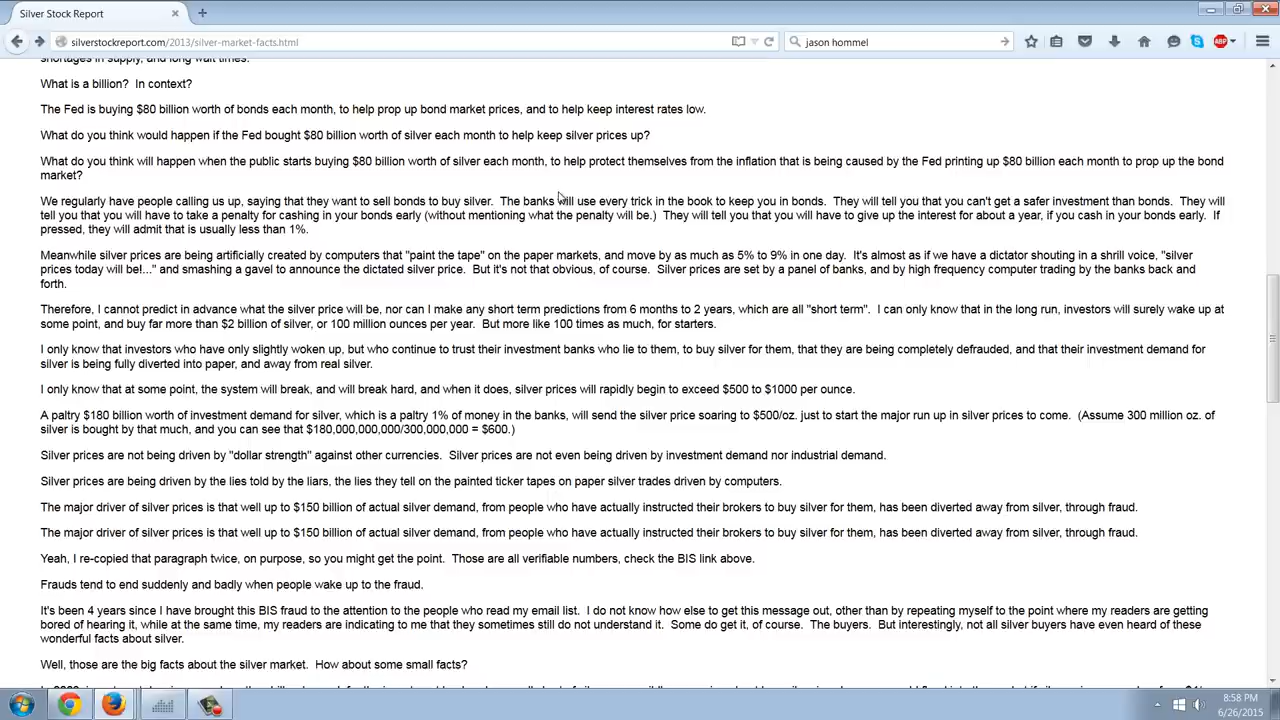 Silver Stock Report
silverstockreport.com/2013/silver-market-facts.html
jason hommel
ABP
shortages in supply, and long wait times.
What is a billion?  In context?
The Fed is buying $80 billion worth of bonds each month, to help prop up bond market prices, and to help keep interest rates low.
What do you think would happen if the Fed bought $80 billion worth of silver each month to help keep silver prices up?
What do you think will happen when the public starts buying $80 billion worth of silver each month, to help protect themselves from the inflation that is being caused by the Fed printing up $80 billion each month to prop up the bond
market?
We regularly have people calling us up, saying that they want to sell bonds to buy silver.  The banks will use every trick in the book to keep you in bonds.  They will tell you that you can't get a safer investment than bonds.  They will
tell you that you will have to take a penalty for cashing in your bonds early (without mentioning what the penalty will be.)  They will tell you that you will have to give up the interest for about a year, if you cash in your bonds early.  If
pressed, they will admit that is usually less than 1%.
Meanwhile silver prices are being artificially created by computers that "paint the tape" on the paper markets, and move by as much as 5% to 9% in one day.  It's almost as if we have a dictator shouting in a shrill voice, "silver
prices today will be!..." and smashing a gavel to announce the dictated silver price.  But it's not that obvious, of course.  Silver prices are set by a panel of banks, and by high frequency computer trading by the banks back and
forth.
Therefore, I cannot predict in advance what the silver price will be, nor can I make any short term predictions from 6 months to 2 years, which are all "short term".  I can only know that in the long run, investors will surely wake up at
some point, and buy far more than $2 billion of silver, or 100 million ounces per year.  But more like 100 times as much, for starters.
I only know that investors who have only slightly woken up, but who continue to trust their investment banks who lie to them, to buy silver for them, that they are being completely defrauded, and that their investment demand for
silver is being fully diverted into paper, and away from real silver.
I only know that at some point, the system will break, and will break hard, and when it does, silver prices will rapidly begin to exceed $500 to $1000 per ounce.
A paltry $180 billion worth of investment demand for silver, which is a paltry 1% of money in the banks, will send the silver price soaring to $500/oz. just to start the major run up in silver prices to come.  (Assume 300 million oz. of
silver is bought by that much, and you can see that $180,000,000,000/300,000,000 = $600.)
Silver prices are not being driven by "dollar strength" against other currencies.  Silver prices are not even being driven by investment demand nor industrial demand.
Silver prices are being driven by the lies told by the liars, the lies they tell on the painted ticker tapes on paper silver trades driven by computers.
The major driver of silver prices is that well up to $150 billion of actual silver demand, from people who have actually instructed their brokers to buy silver for them, has been diverted away from silver, through fraud.
The major driver of silver prices is that well up to $150 billion of actual silver demand, from people who have actually instructed their brokers to buy silver for them, has been diverted away from silver, through fraud.
Yeah, I re-copied that paragraph twice, on purpose, so you might get the point.  Those are all verifiable numbers, check the BIS link above.
Frauds tend to end suddenly and badly when people wake up to the fraud.
It's been 4 years since I have brought this BIS fraud to the attention to the people who read my email list.  I do not know how else to get this message out, other than by repeating myself to the point where my readers are getting
bored of hearing it, while at the same time, my readers are indicating to me that they sometimes still do not understand it.  Some do get it, of course.  The buyers.  But interestingly, not all silver buyers have even heard of these
wonderful facts about silver.
Well, those are the big facts about the silver market.  How about some small facts?
8:58 PM
6/26/2015